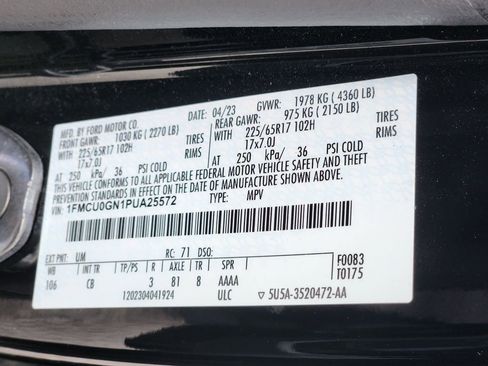 MFD. BY FORD MOTOR CO.
DATE: 04/23 GVWR: 1978 KG ( 4360 LB)
FRONT GAWR: 1030 KG ( 2270 LB) REAR GAWR: 975 KG ( 2150 LB)
WITH 225/65R17 102H TIRES WITH 225/65R17 102H TIRES
17x7.0J RIMS 17x7.0J RIMS
AT 250 kPa/ 36 PSI COLD AT 250 kPa/ 36 PSI COLD
THIS VEHICLE CONFORMS TO ALL APPLICABLE FEDERAL MOTOR VEHICLE SAFETY AND THEFT
PREVENTION STANDARDS IN EFFECT ON THE DATE OF MANUFACTURE SHOWN ABOVE.
VIN: 1FMCU0GN1PUA25572 TYPE: MPV
EXT PNT: UM RC: 71 DSO: F0083
WB INT TR TP/PS R AXLE TR SPR T0175
106 CB 3 81 8 AAAA
1202304041924 ULC 5U5A-3520472-AA